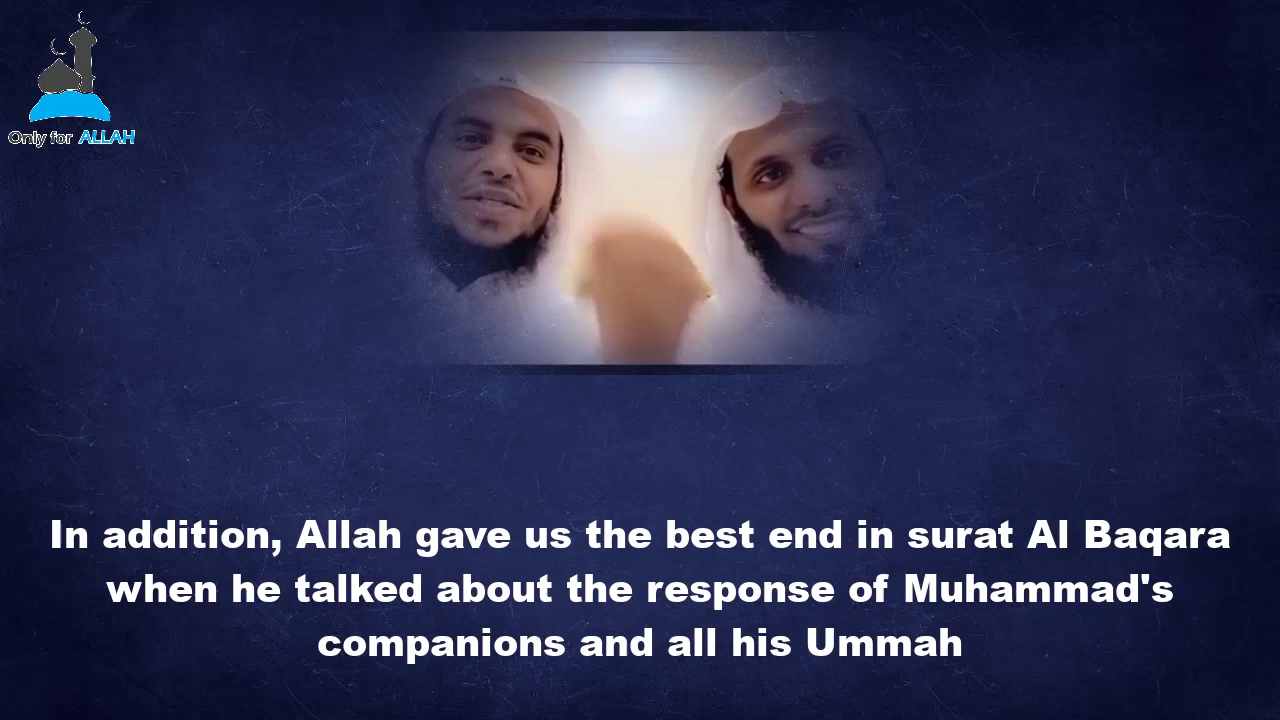 Only for ALLAH
In addition, Allah gave us the best end in surat Al Baqara
when he talked about the response of Muhammad's
companions and all his Ummah